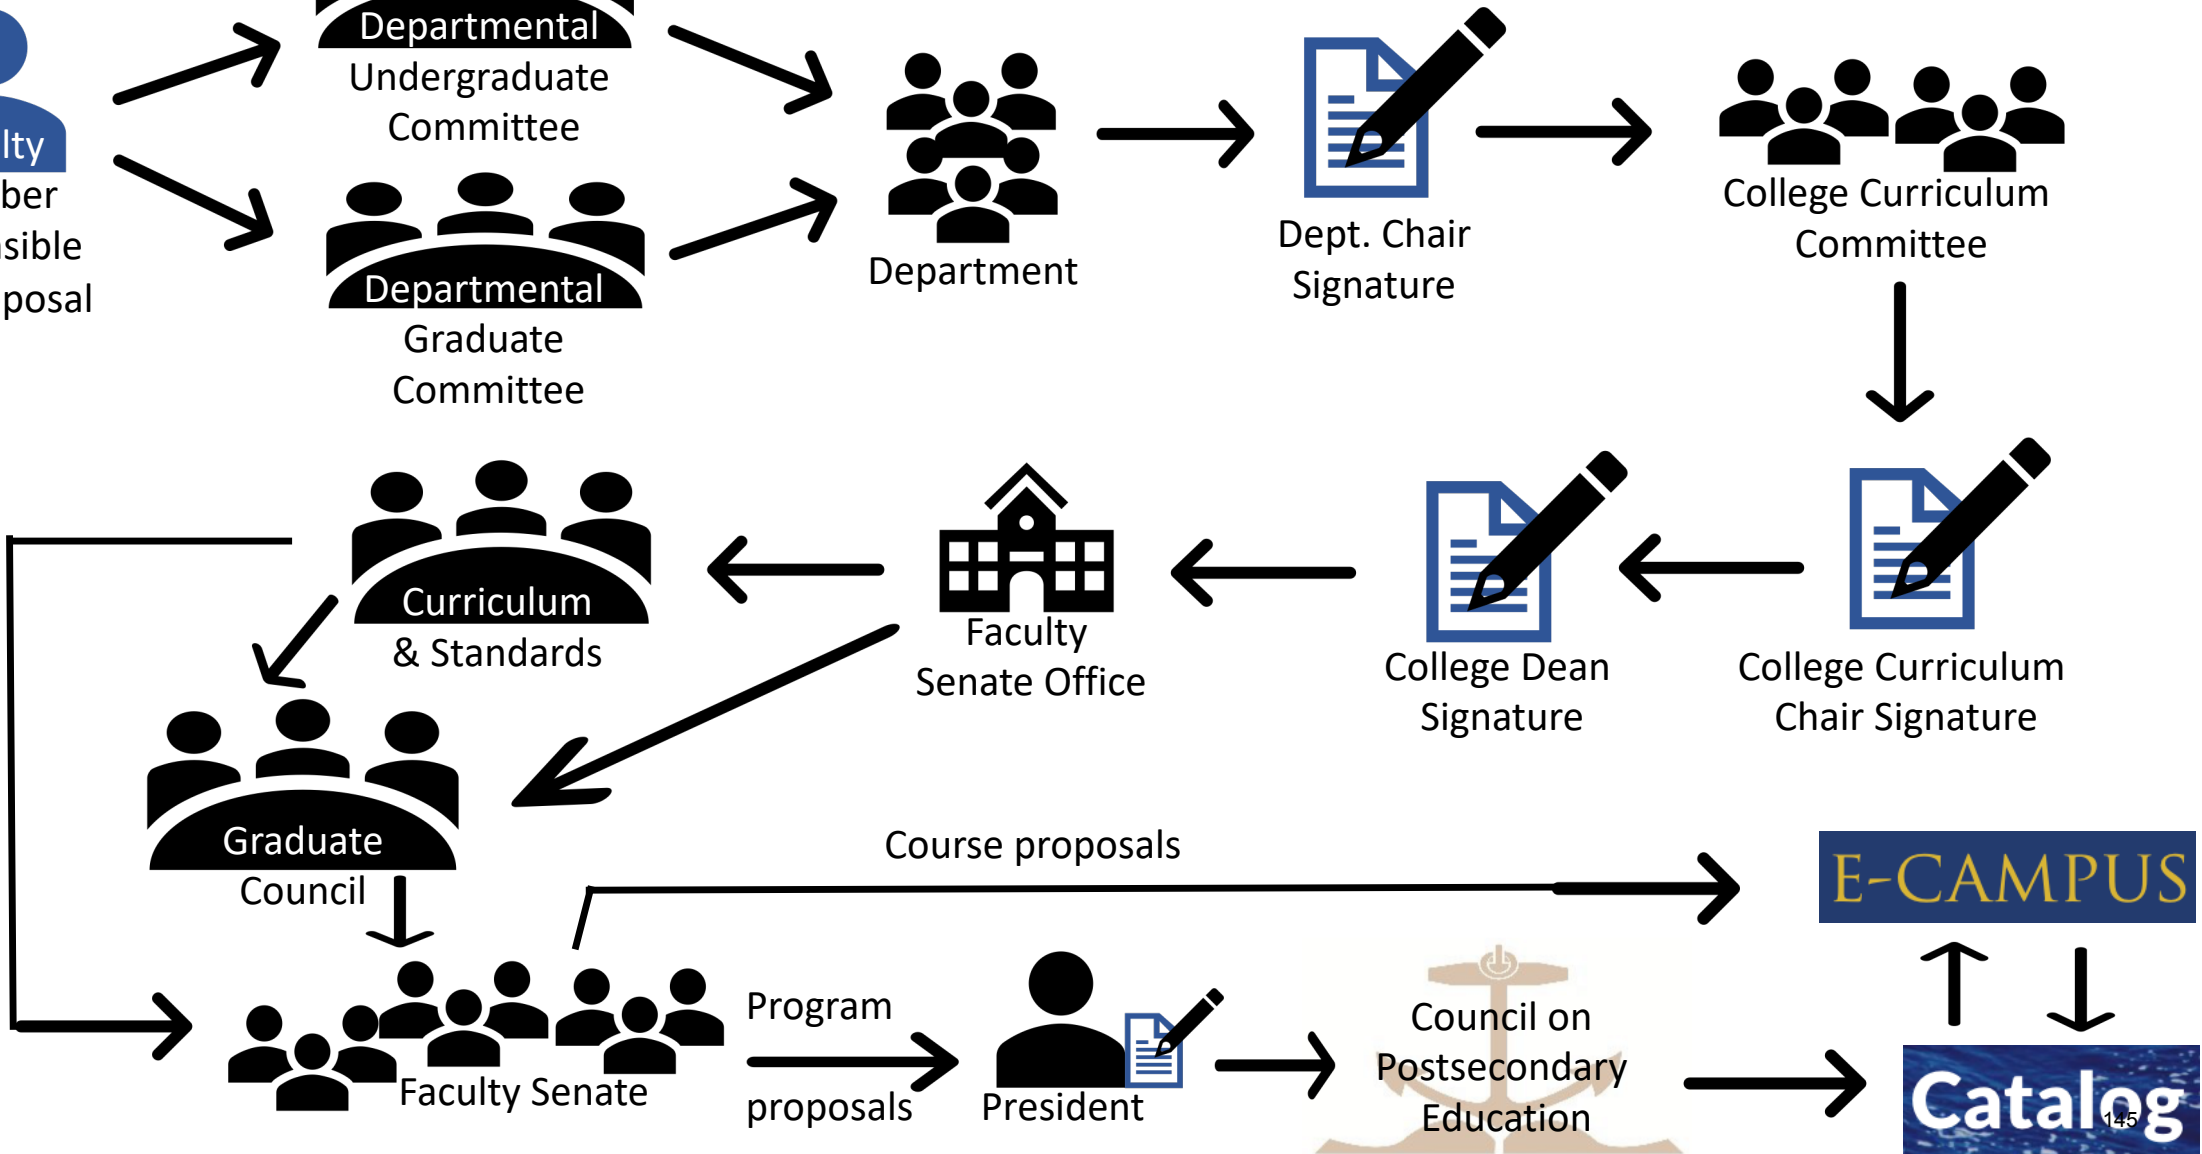 Departmental
Undergraduate
Committee
lty
ber
sible
posal
Departmental
Graduate
Committee
Department
Dept. Chair
Signature
College Curriculum
Committee
Curriculum
& Standards
Faculty
Senate Office
College Dean
Signature
College Curriculum
Chair Signature
Graduate
Council
Course proposals
E-CAMPUS
Faculty Senate
Program
proposals
President
Council on
Postsecondary
Education
Catalog
145